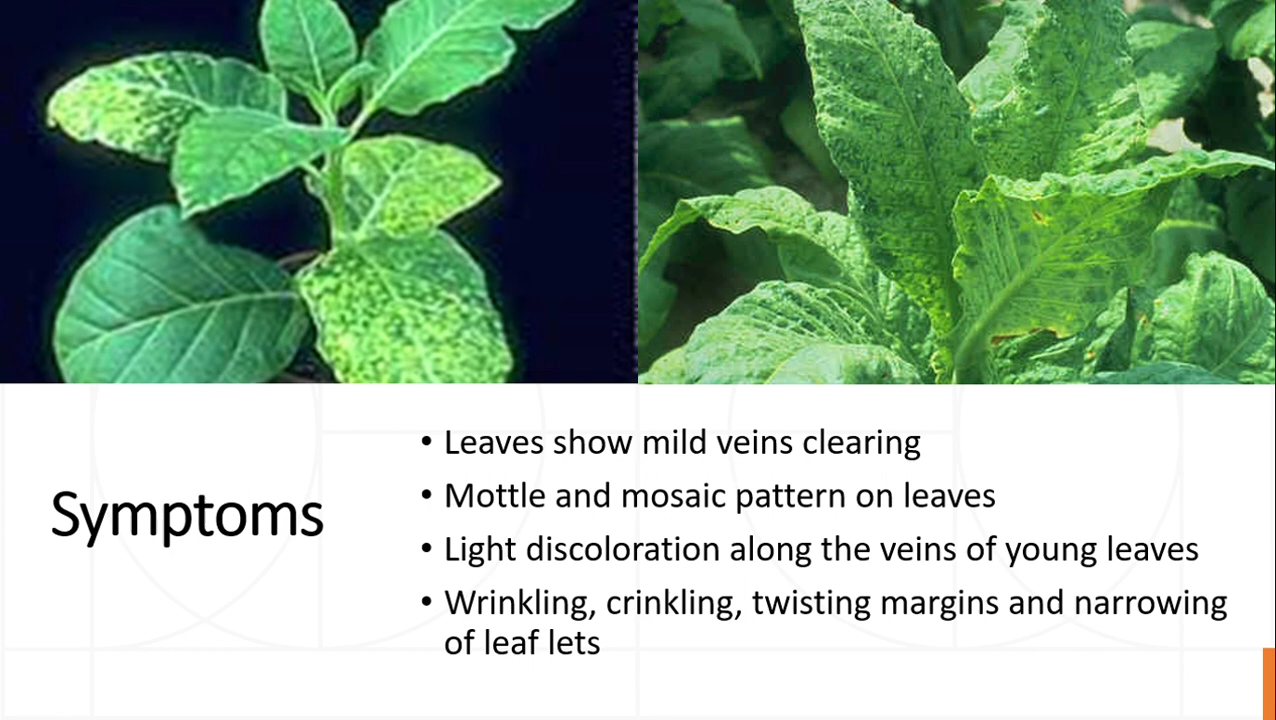 Symptoms
• Leaves show mild veins clearing
• Mottle and mosaic pattern on leaves
• Light discoloration along the veins of young leaves
• Wrinkling, crinkling, twisting margins and narrowing
of leaf lets